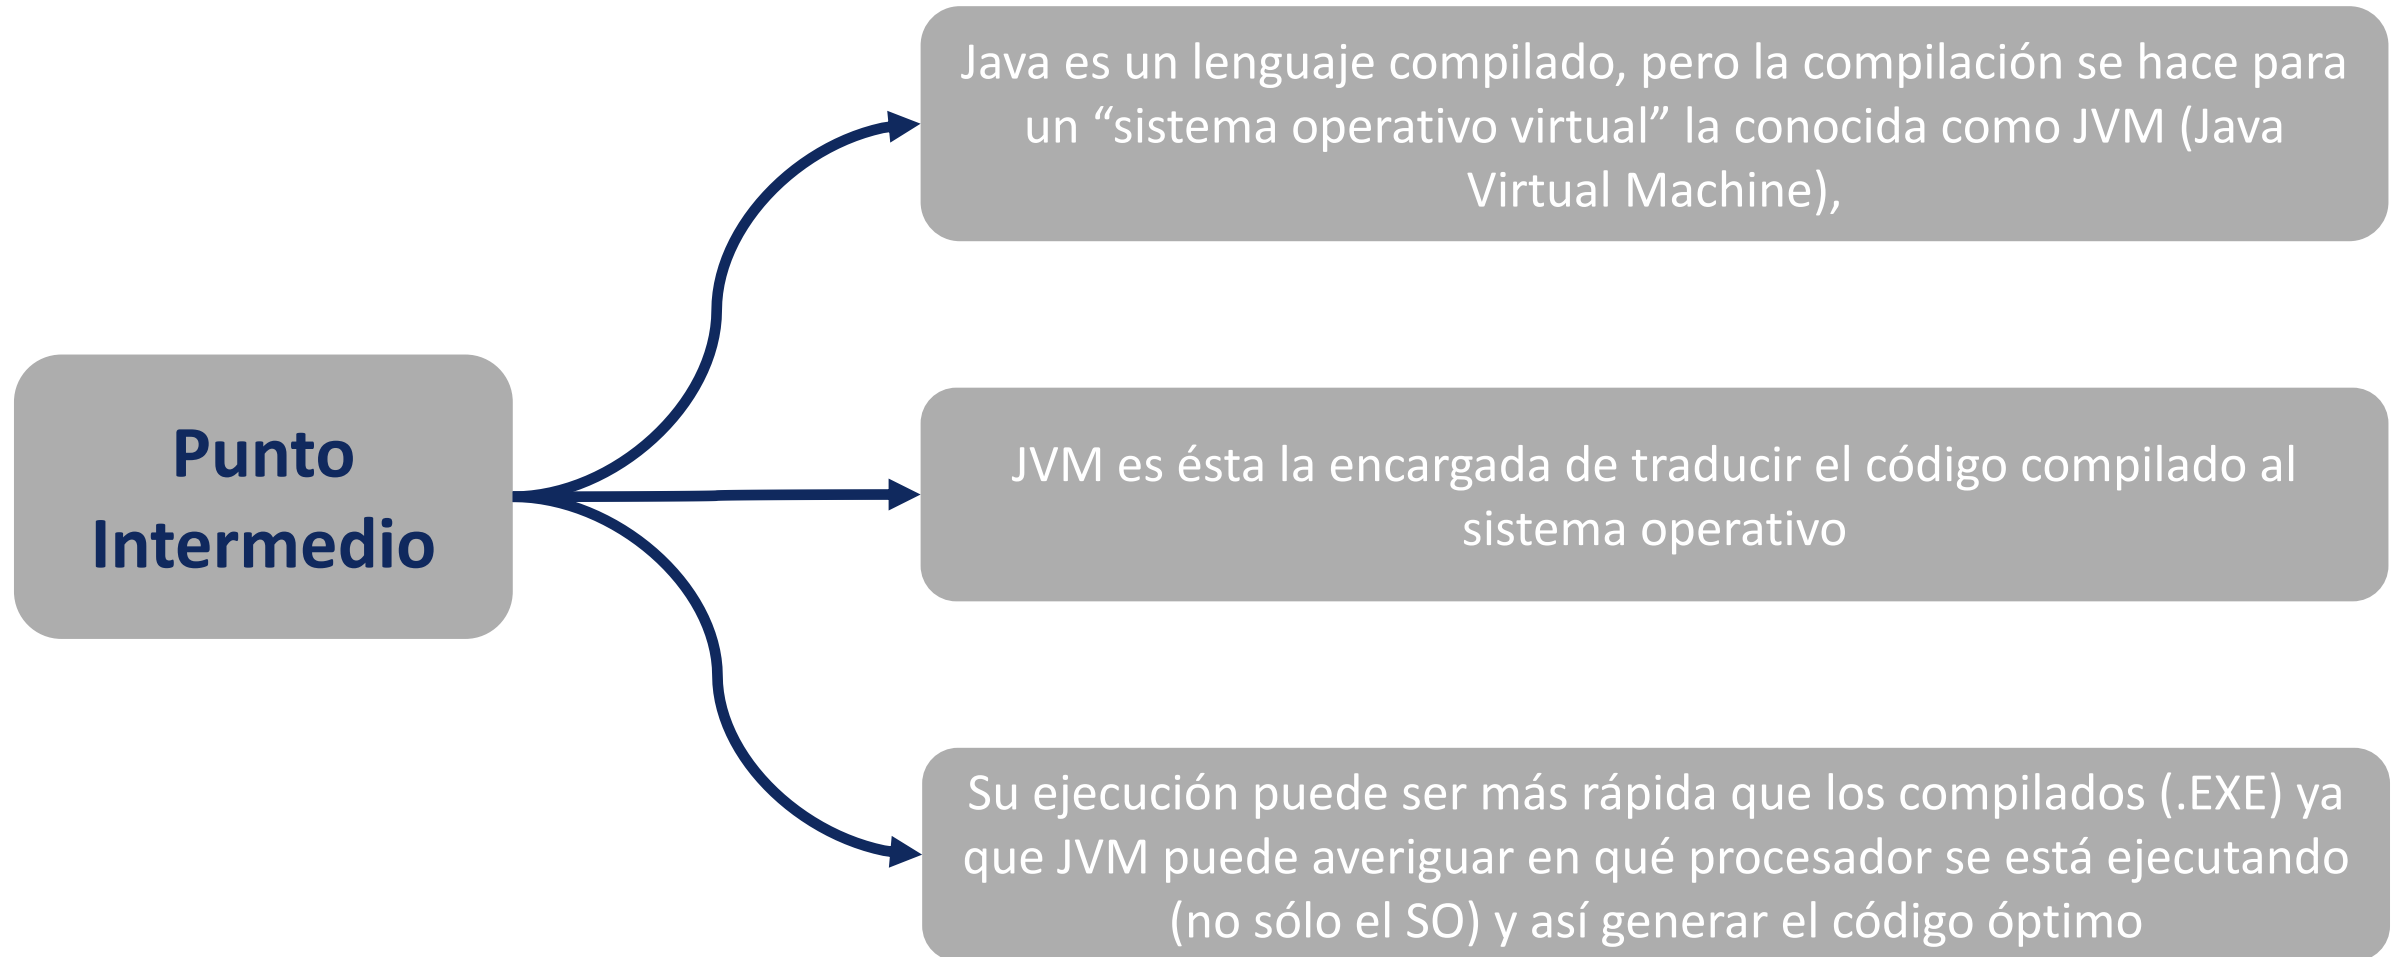 Java es un lenguaje compilado, pero la compilación se hace para
un “sistema operativo virtual” la conocida como JVM (Java
Virtual Machine),
Punto
Intermedio
JVM es ésta la encargada de traducir el código compilado al
sistema operativo
Su ejecución puede ser más rápida que los compilados (.EXE) ya
que JVM puede averiguar en qué procesador se está ejecutando
(no sólo el SO) y así generar el código óptimo